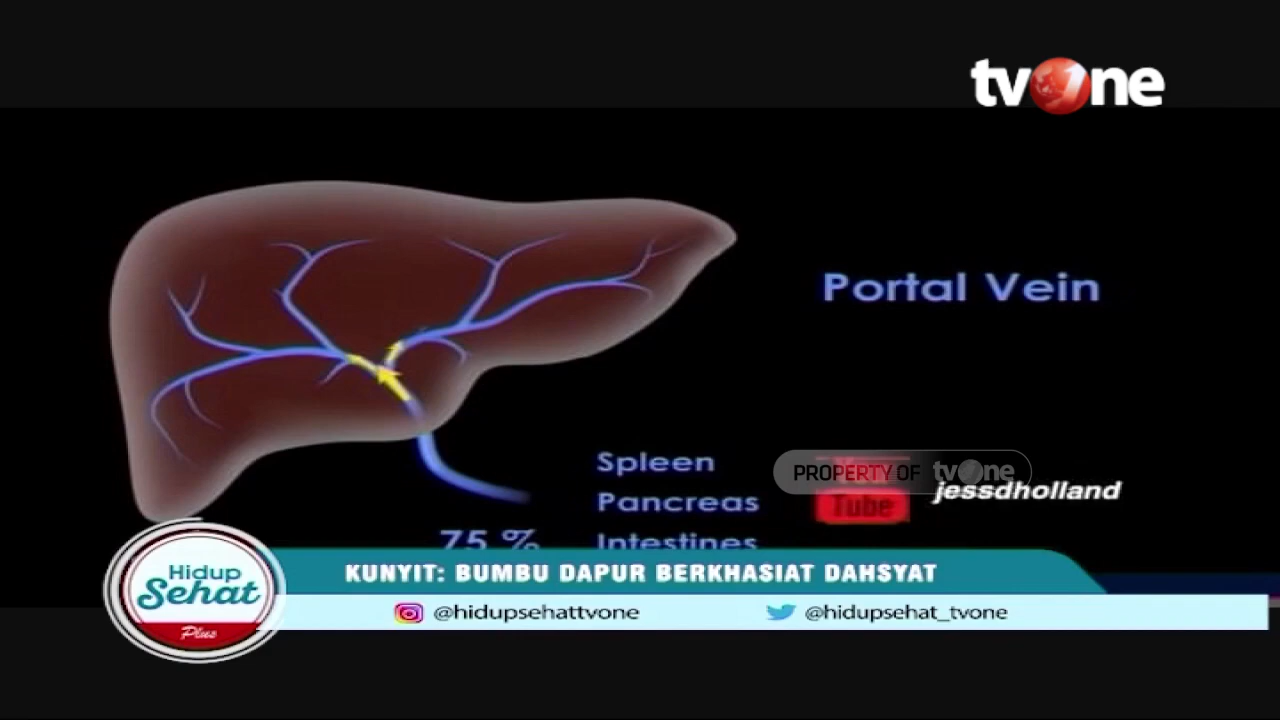 tvOne
Portal Vein
Spleen
PROPERTY OF tvOne
jessdholland
Pancreas
Tube
75 %
Intestines
Hidup
Sehat
Plus
KUNYIT: BUMBU DAPUR BERKHASIAT DAHSYAT
@hidupsehattvone
@hidupsehat_tvone